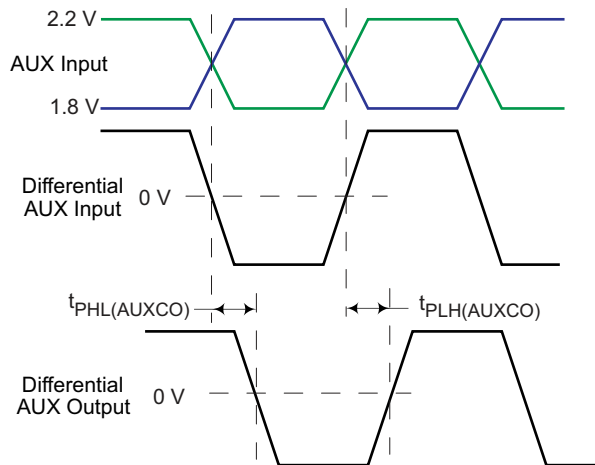 2.2 V
AUX Input
1.8 V
Differential
AUX Input
0 V
tPHL(AUXCO)
tPLH(AUXCO)
Differential
AUX Output
0 V